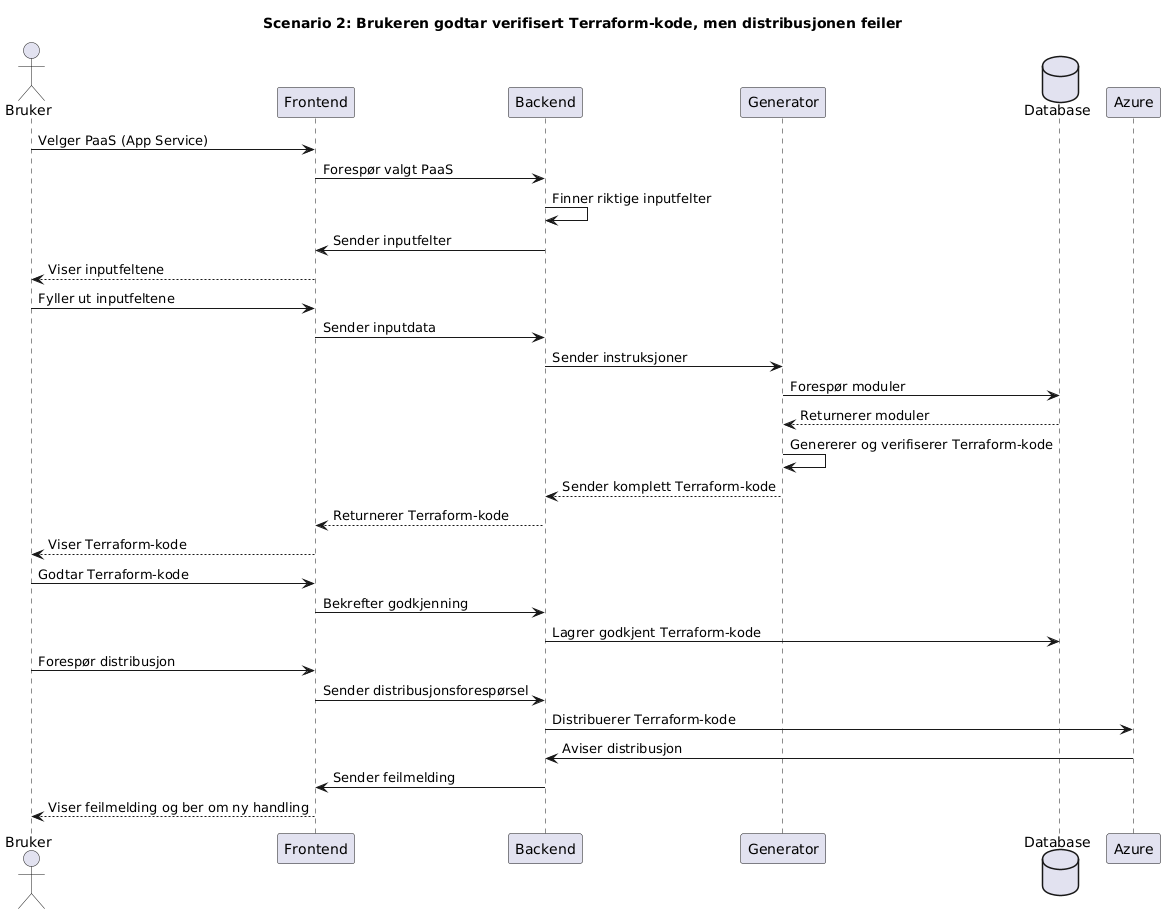 Scenario 2: Brukeren godtar verifisert Terraform-kode, men distribusjonen feiler
Bruker
Frontend
Backend
Generator
Database
Azure
Velger PaaS (App Service)
Forespør valgt PaaS
Finner riktige inputfelter
Sender inputfelter
Viser inputfeltene
Fyller ut inputfeltene
Sender inputdata
Sender instruksjoner
Forespør moduler
Returnerer moduler
Genererer og verifiserer Terraform-kode
Sender komplett Terraform-kode
Returnerer Terraform-kode
Viser Terraform-kode
Godtar Terraform-kode
Bekrefter godkjenning
Lagrer godkjent Terraform-kode
Forespør distribusjon
Sender distribusjonsforespørsel
Distribuerer Terraform-kode
Aviser distribusjon
Sender feilmelding
Viser feilmelding og ber om ny handling
Bruker
Frontend
Backend
Generator
Database
Azure